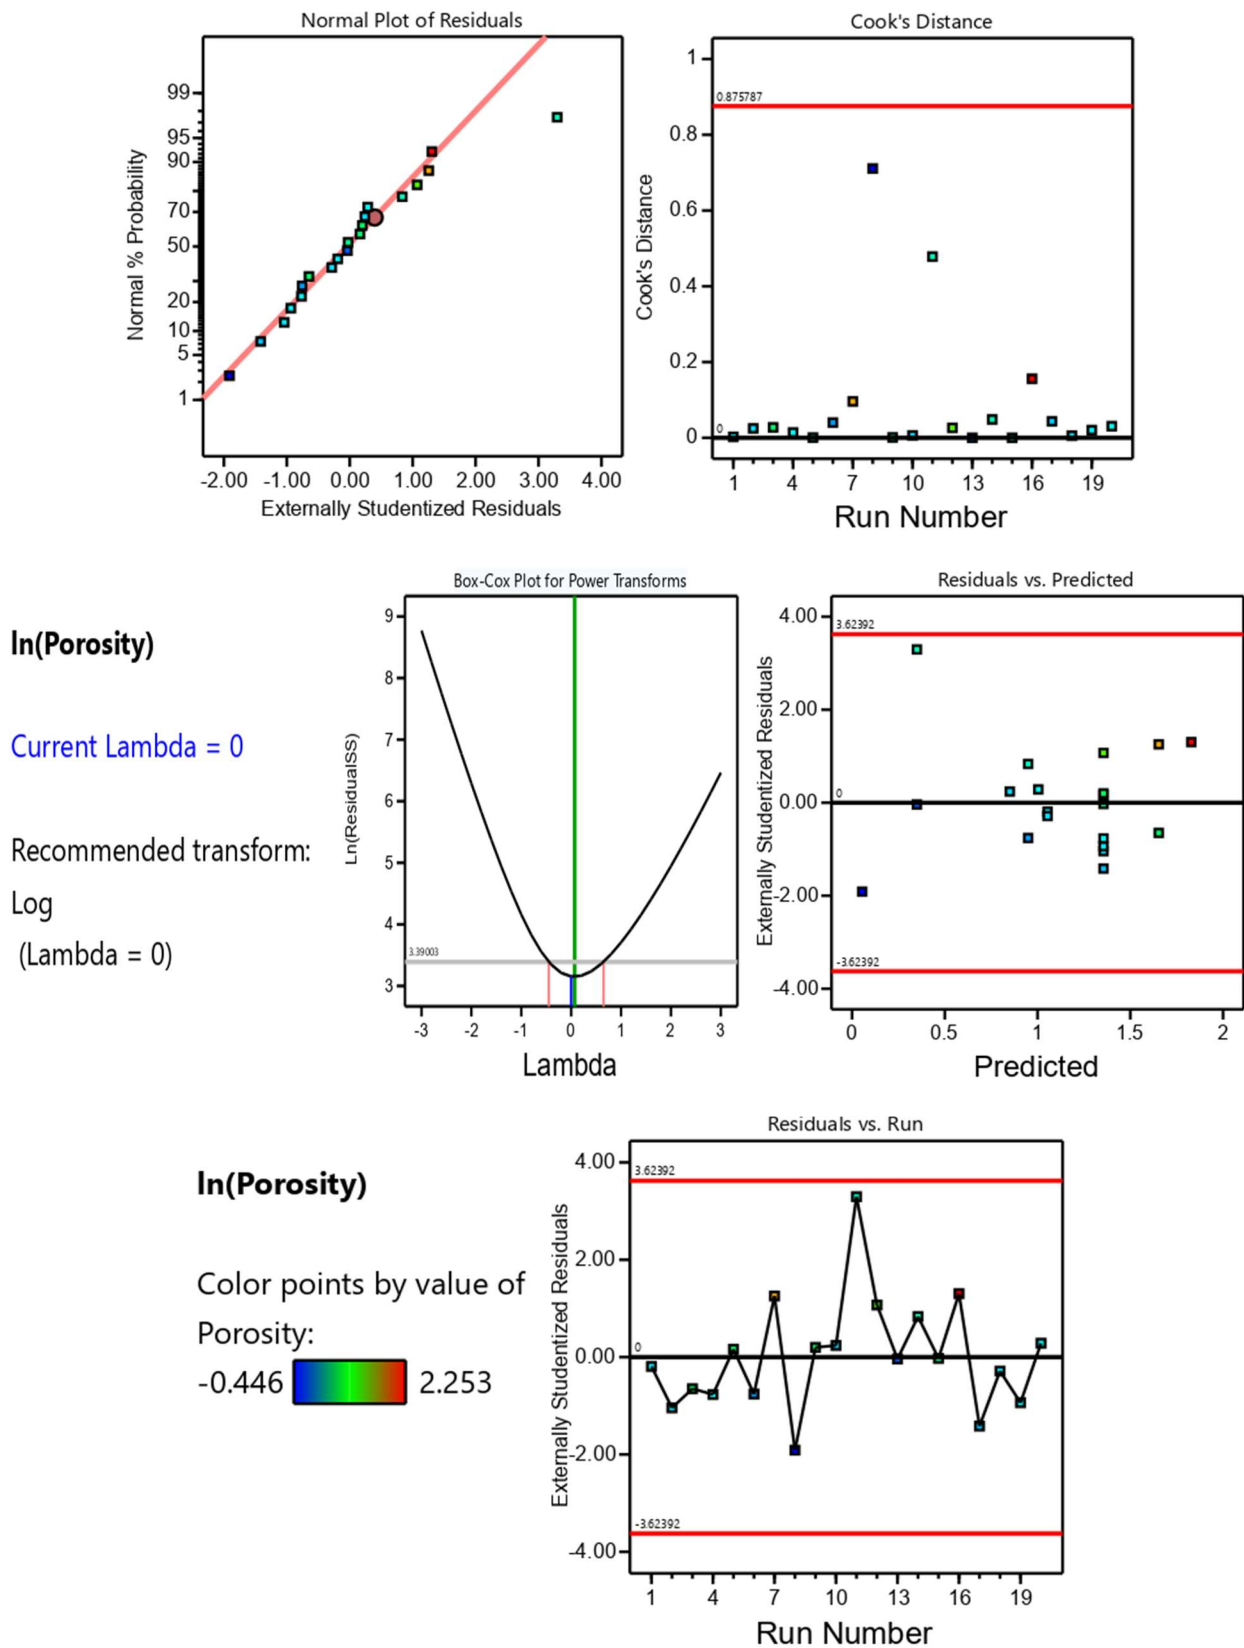 Normal Plot of Residuals
Normal % Probability
99
95
90
70
50
20
10
5
1
-2.00 -1.00 0.00 1.00 2.00 3.00 4.00
Externally Studentized Residuals
Cook's Distance
Cook's Distance
1
0.875787
0.8
0.6
0.4
0.2
0
0
1 4 7 10 13 16 19
Run Number
ln(Porosity)
Current Lambda = 0
Recommended transform:
Log
(Lambda = 0)
Box-Cox Plot for Power Transforms
Ln(ResidualSS)
9
8
7
6
5
4
3.39003
3
-3 -2 -1 0 1 2 3
Lambda
Residuals vs. Predicted
Externally Studentized Residuals
4.00
3.62392
2.00
0
0.00
-2.00
-3.62392
-4.00
0 0.5 1 1.5 2
Predicted
ln(Porosity)
Color points by value of
Porosity:
-0.446 2.253
Residuals vs. Run
Externally Studentized Residuals
4.00
3.62392
2.00
0
0.00
-2.00
-3.62392
-4.00
1 4 7 10 13 16 19
Run Number